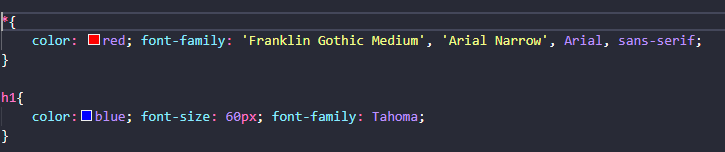 *{
color: red; font-family: 'Franklin Gothic Medium', 'Arial Narrow', Arial, sans-serif;
}
h1{
color:blue; font-size: 60px; font-family: Tahoma;
}